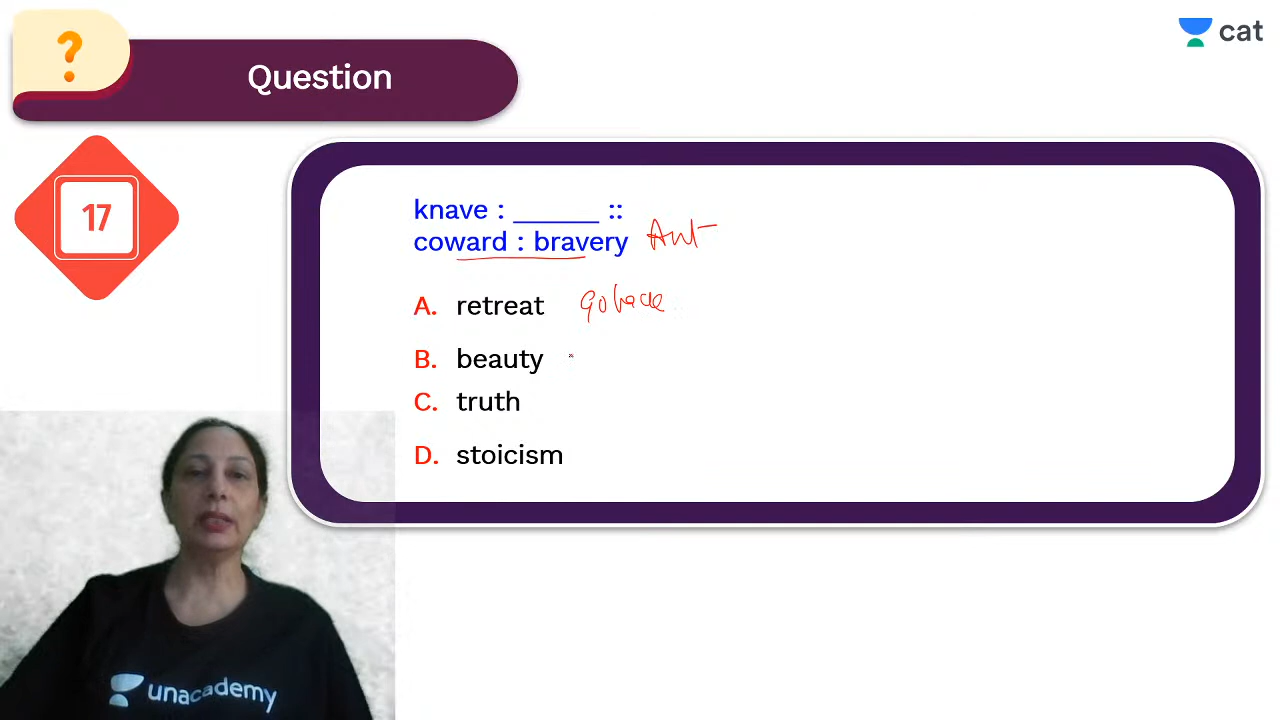 ?
Question
cat
17
knave : ______ ::
coward : bravery Ant
A. retreat go back
B. beauty
C. truth
D. stoicism
unacademy